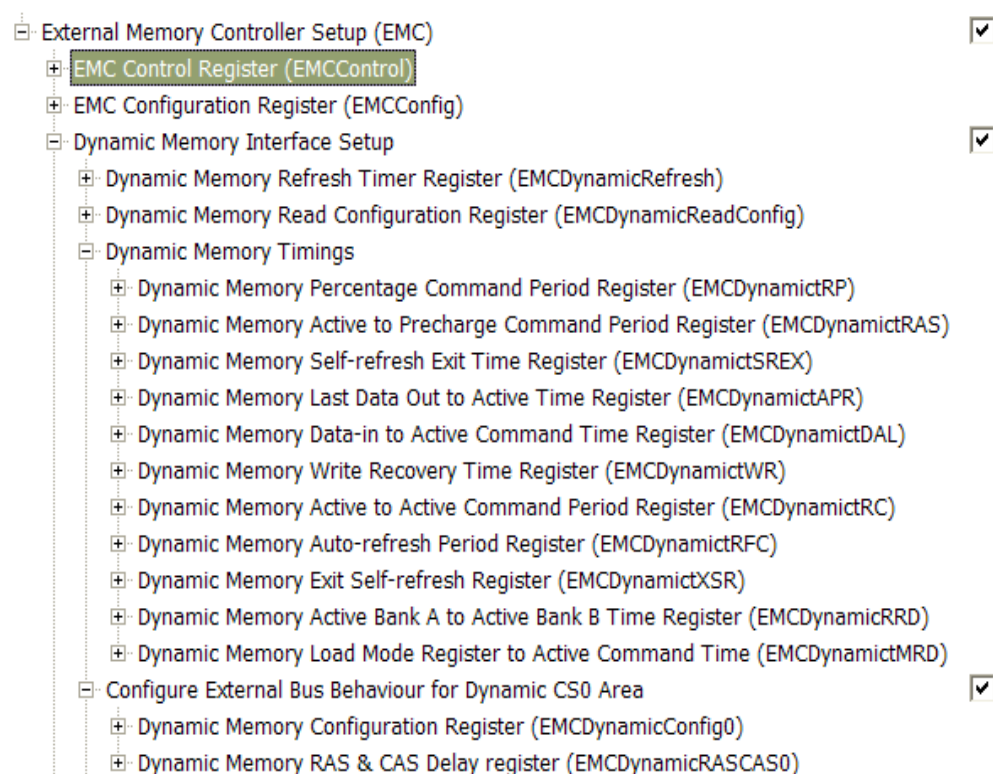 External Memory Controller Setup (EMC)
EMC Control Register (EMCControl)
EMC Configuration Register (EMCConfig)
Dynamic Memory Interface Setup
Dynamic Memory Refresh Timer Register (EMCDynamicRefresh)
Dynamic Memory Read Configuration Register (EMCDynamicReadConfig)
Dynamic Memory Timings
Dynamic Memory Percentage Command Period Register (EMCDynamictRP)
Dynamic Memory Active to Precharge Command Period Register (EMCDynamictRAS)
Dynamic Memory Self-refresh Exit Time Register (EMCDynamictSREX)
Dynamic Memory Last Data Out to Active Time Register (EMCDynamictAPR)
Dynamic Memory Data-in to Active Command Time Register (EMCDynamictDAL)
Dynamic Memory Write Recovery Time Register (EMCDynamictWR)
Dynamic Memory Active to Active Command Period Register (EMCDynamictRC)
Dynamic Memory Auto-refresh Period Register (EMCDynamictRFC)
Dynamic Memory Exit Self-refresh Register (EMCDynamictXSR)
Dynamic Memory Active Bank A to Active Bank B Time Register (EMCDynamicRRD)
Dynamic Memory Load Mode Register to Active Command Time (EMCDynamictMRD)
Configure External Bus Behaviour for Dynamic CS0 Area
Dynamic Memory Configuration Register (EMCDynamicConfig0)
Dynamic Memory RAS & CAS Delay register (EMCDynamicRASCAS0)